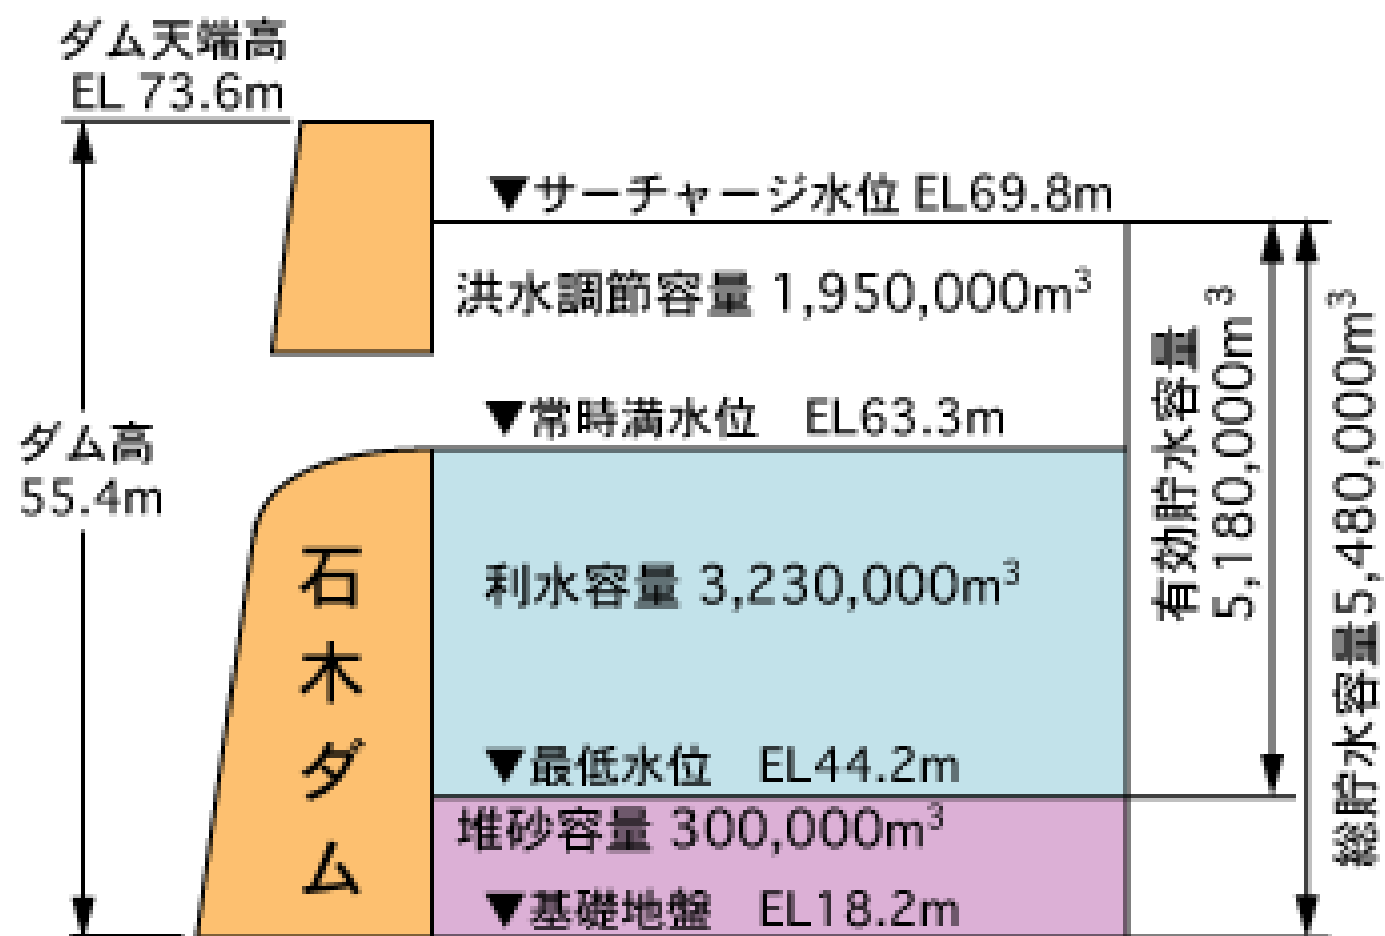 ダム天端高
EL 73.6m
▼サーチャージ水位 EL69.8m
洪水調節容量 1,950,000m³
▼常時満水位 EL63.3m
ダム高
55.4m
石木ダム
利水容量 3,230,000m³
▼最低水位 EL44.2m
堆砂容量 300,000m³
▼基礎地盤 EL18.2m
有効貯水容量
5,180,000m³
総貯水容量5,480,000m³